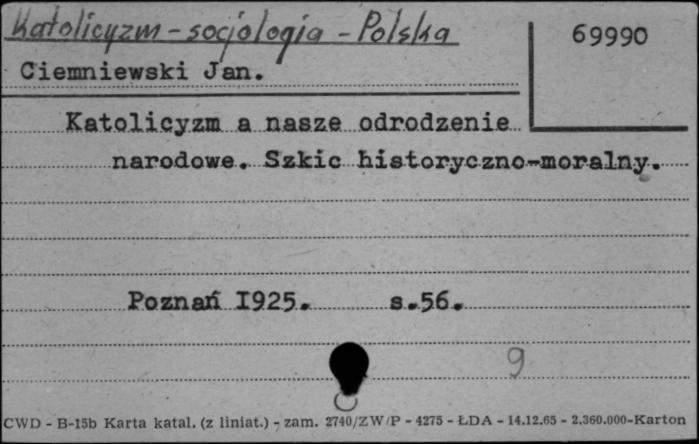 Katolicyzm - socjologia - Polska
69990
Ciemniewski Jan.
Katolicyzm a nasze odrodzenie
narodowe. Szkic historyczno-moralny.
Poznań I925. s.56.
9
CWD - B-15b Karta katal. (z liniat.) - zam. 2740/ZW/P - 4275 - ŁDA - 14.12.65 - 2.360.000-Karton